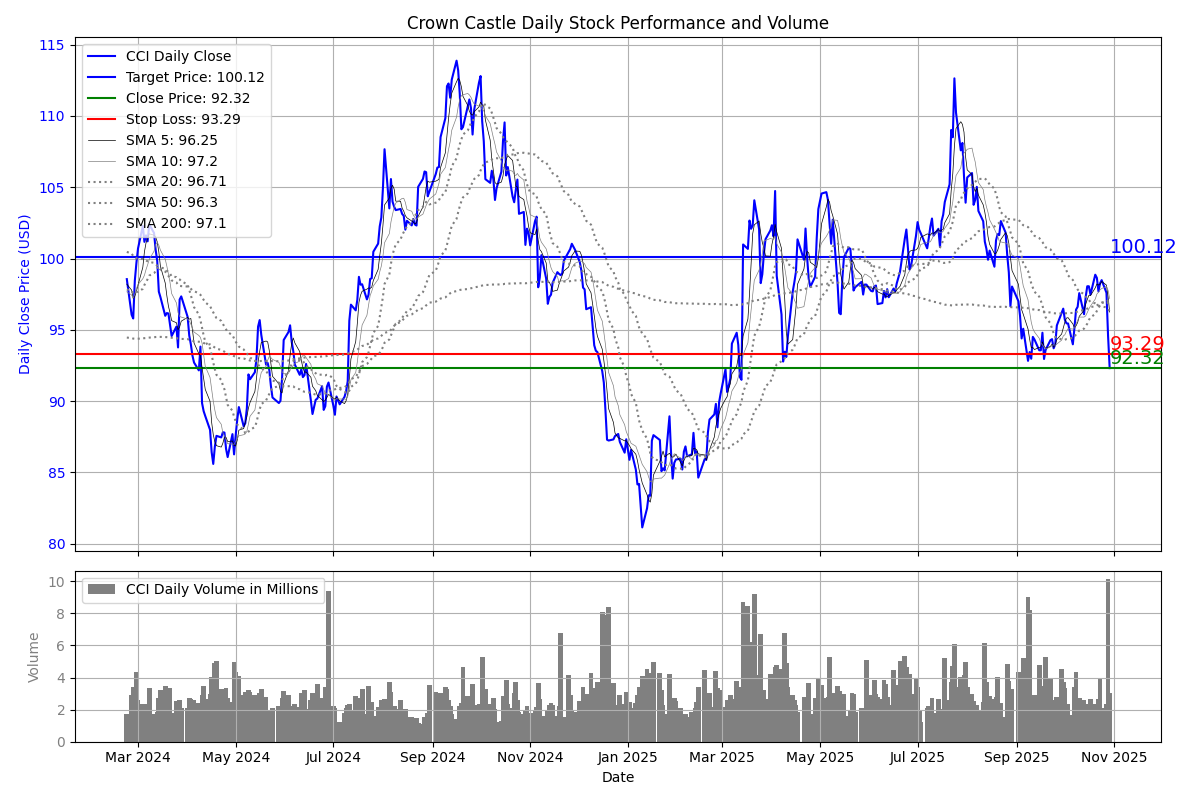 Crown Castle Daily Stock Performance and Volume
115
110
105
100
95
90
85
80
Daily Close Price (USD)
CCI Daily Close
Target Price: 100.12
Close Price: 92.32
Stop Loss: 93.29
SMA 5: 96.25
SMA 10: 97.2
SMA 20: 96.71
SMA 50: 96.3
SMA 200: 97.1
100.12
93.29
92.32
10
8
6
4
2
0
Volume
CCI Daily Volume in Millions
Mar 2024 May 2024 Jul 2024 Sep 2024 Nov 2024 Jan 2025 Mar 2025 May 2025 Jul 2025 Sep 2025 Nov 2025
Date